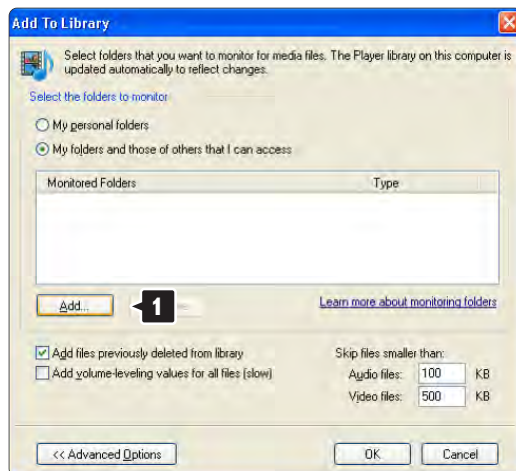 Add To Library
Select folders that you want to monitor for media files. The Player library on this computer is
updated automatically to reflect changes.
Select the folders to monitor
My personal folders
My folders and those of others that I can access
Monitored Folders Type
Add... 1 Learn more about monitoring folders
Add files previously deleted from library Skip files smaller than:
Add volume-leveling values for all files (slow) Audio files: 100 KB
Video files: 500 KB
<< Advanced Options OK Cancel